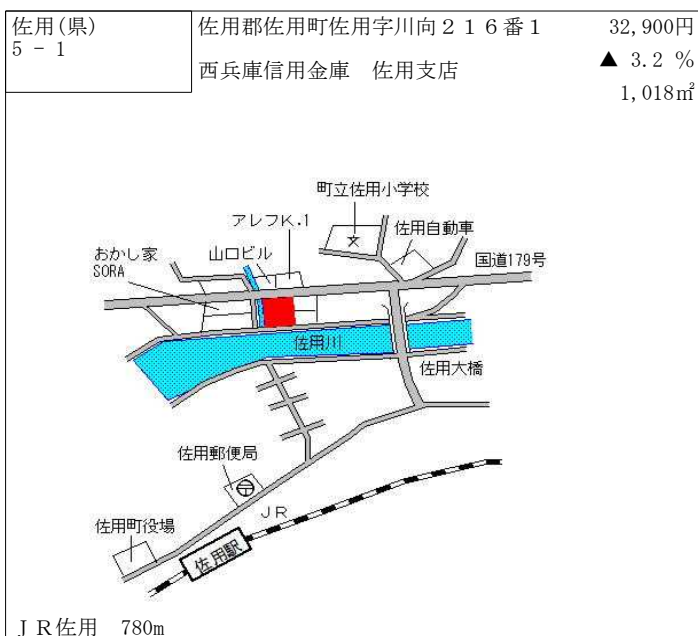 佐用(県)
5 - 1
佐用郡佐用町佐用字川向２１６番１
32,900円
西兵庫信用金庫　佐用支店
▲ 3.2 %
1,018㎡
町立佐用小学校
アレフK.1
佐用自動車
おかし家
SORA
山口ビル
国道179号
佐用川
佐用大橋
佐用郵便局
JR
佐用町役場
佐用駅
ＪＲ佐用　780m